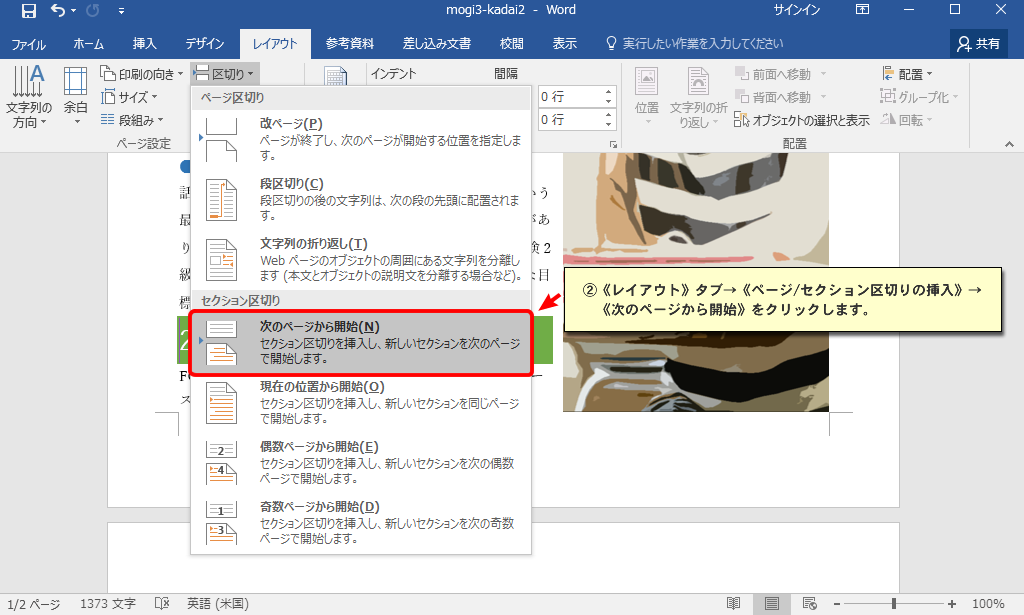 mogi3-kadai2 - Word
サインイン
ファイル ホーム 挿入 デザイン レイアウト 参考資料 差し込み文書 校閲 表示 実行したい作業を入力してください 共有
文字列の方向
余白
印刷の向き
サイズ
段組み
ページ設定
区切り
インデント
間隔
0 行
0 行
位置
文字列の折り返し
前面へ移動
背面へ移動
オブジェクトの選択と表示
配置
グループ化
回転
配置
ページ区切り
改ページ(P)
ページが終了し、次のページが開始する位置を指定しま
す。
段区切り(C)
段区切りの後の文字列は、次の段の先頭に配置されま
す。
文字列の折り返し(T)
Web ページのオブジェクトの周囲にある文字列を分離し
ます (本文とオブジェクトの説明文を分離する場合など)。
セクション区切り
次のページから開始(N)
セクション区切りを挿入し、新しいセクションを次のページ
で開始します。
現在の位置から開始(O)
セクション区切りを挿入し、新しいセクションを同じページ
で開始します。
2
4
偶数ページから開始(E)
セクション区切りを挿入し、新しいセクションを次の偶数
ページで開始します。
1
3
奇数ページから開始(D)
セクション区切りを挿入し、新しいセクションを次の奇数
ページで開始します。
②《レイアウト》タブ→《ページ/セクション区切りの挿入》→
《次のページから開始》をクリックします。
1/2 ページ 1373 文字 英語 (米国) 100%